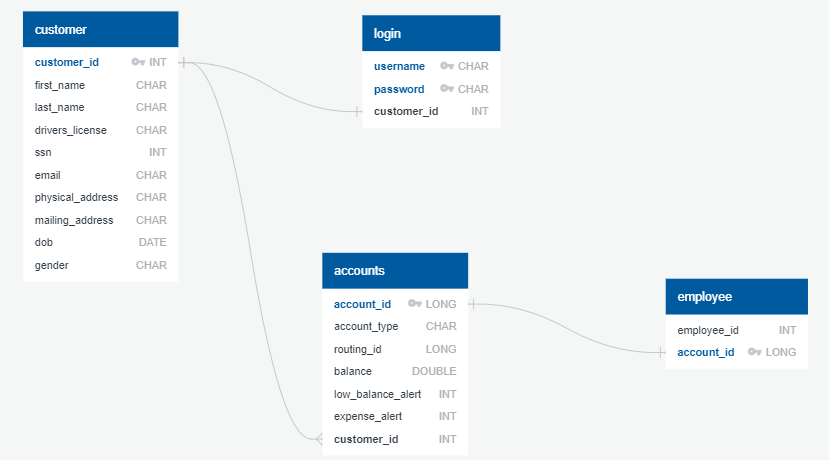 customer
customer_id INT
first_name CHAR
last_name CHAR
drivers_license CHAR
ssn INT
email CHAR
physical_address CHAR
mailing_address CHAR
dob DATE
gender CHAR
login
username CHAR
password CHAR
customer_id INT
accounts
account_id LONG
account_type CHAR
routing_id LONG
balance DOUBLE
low_balance_alert INT
expense_alert INT
customer_id INT
employee
employee_id INT
account_id LONG